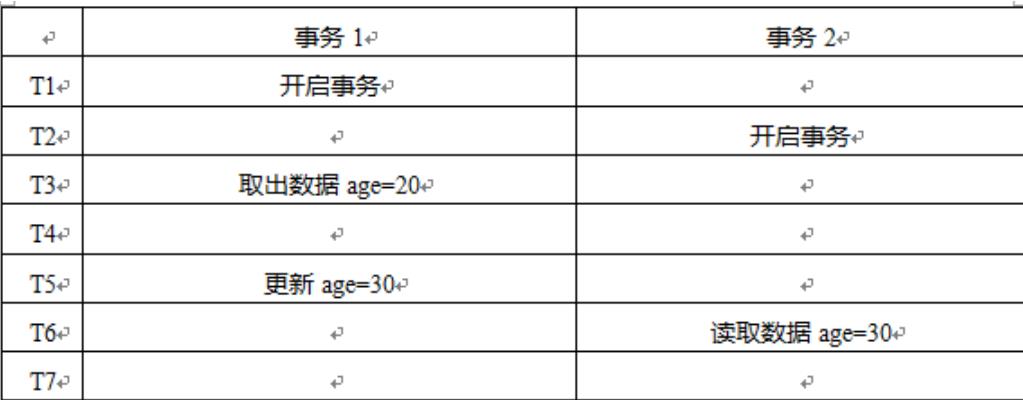 事务 1 事务 2
T1 开启事务
T2 开启事务
T3 取出数据 age=20
T4
T5 更新 age=30
T6 读取数据 age=30
T7